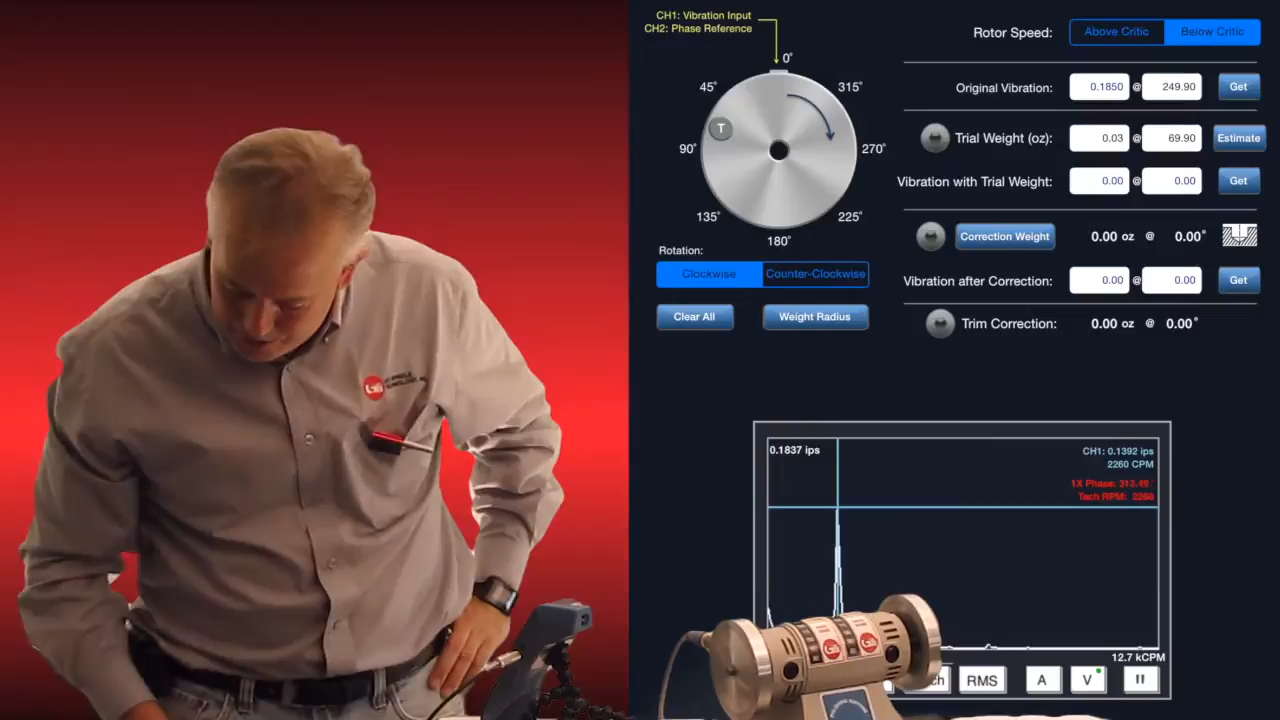 CH1: Vibration Input
CH2: Phase Reference
0°
45°
315°
T
90°
270°
135°
225°
180°
Rotation:
Clockwise
Counter-Clockwise
Clear All
Weight Radius
Rotor Speed:
Above Critic
Below Critic
Original Vibration:
0.1850 @ 249.90
Get
Trial Weight (oz):
0.03 @ 69.90
Estimate
Vibration with Trial Weight:
0.00 @ 0.00
Get
Correction Weight
0.00 oz @ 0.00°
Vibration after Correction:
0.00 @ 0.00
Get
Trim Correction:
0.00 oz @ 0.00°
0.1837 ips
CH1: 0.1392 ips
2260 CPM
1X Phase: 313.49 °
Tach RPM: 2260
12.7 kCPM
RMS
A
V